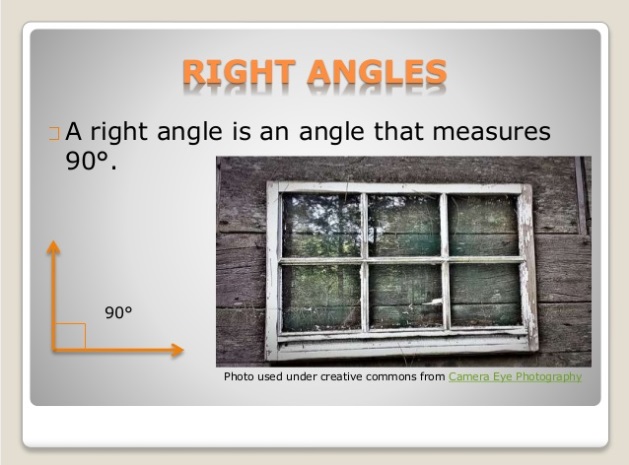 RIGHT ANGLES
A right angle is an angle that measures
90°.
90°
Photo used under creative commons from Camera Eye Photography